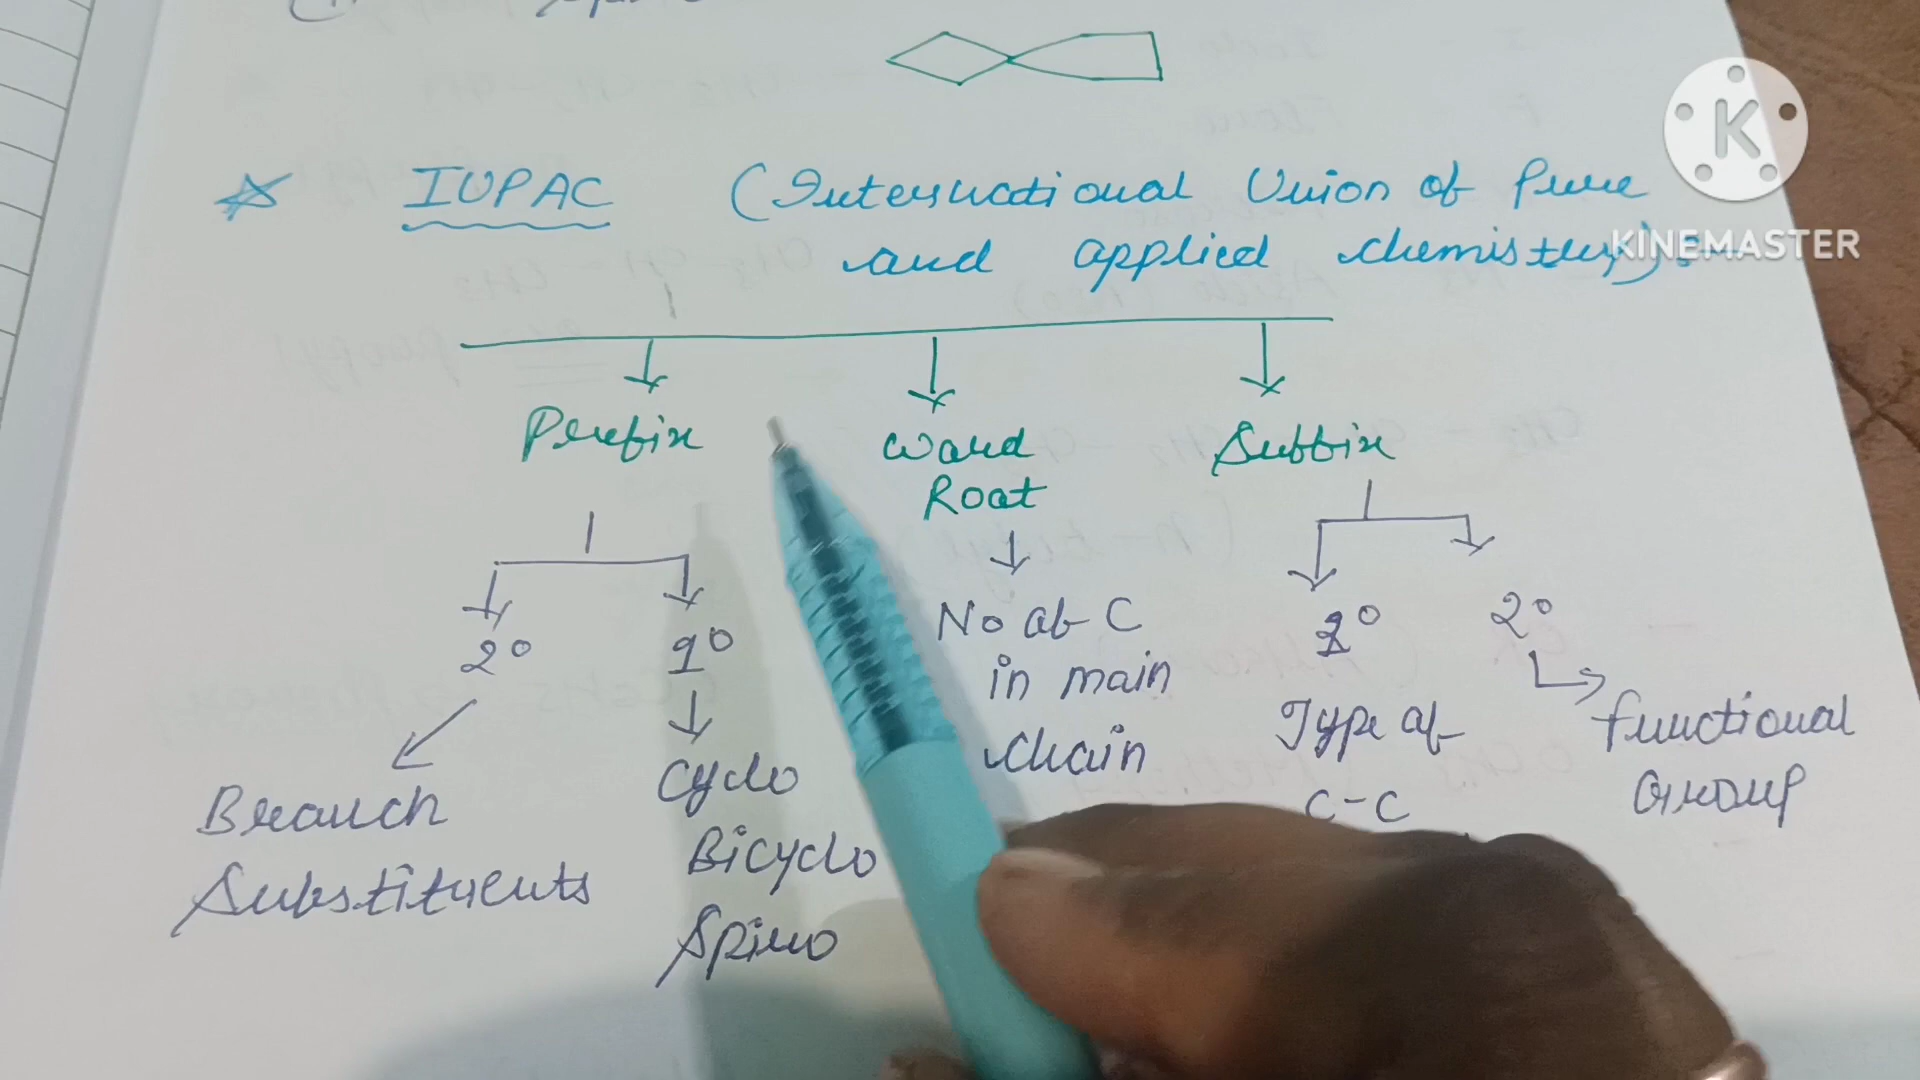 IUPAC (International Union of Pure
and applied chemistry):-
KINEMASTER
Prefix
Word
Root
Suffix
2°
1°
No of C
in main
chain
1°
2°
Branch
Substituents
Cyclo
Bicyclo
Spiro
Type of
C-C
functional
Group